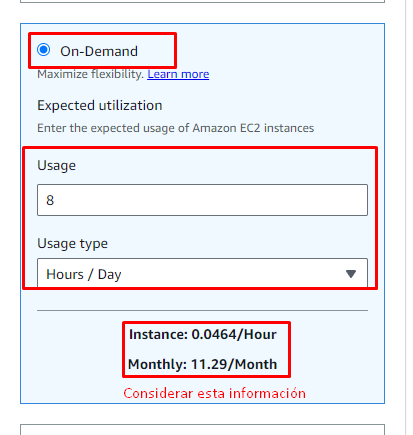 On-Demand
Maximize flexibility. Learn more
Expected utilization
Enter the expected usage of Amazon EC2 instances
Usage
8
Usage type
Hours / Day
Instance: 0.0464/Hour
Monthly: 11.29/Month
Considerar esta información